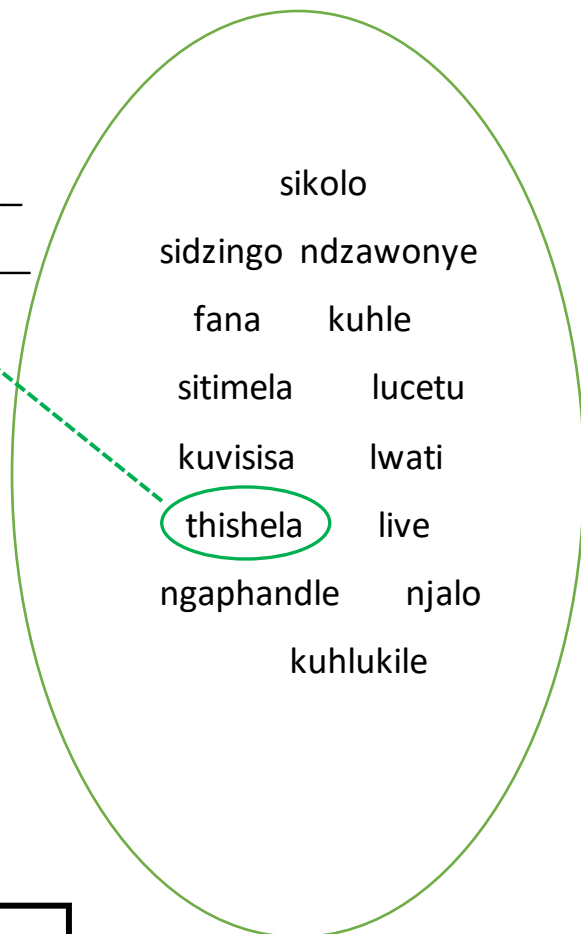 sikolo
sidzingo ndzawonye
fana kuhle
sitimela lucetu
kuvisisa lwati
thishela live
ngaphandle njalo
kuhlukile